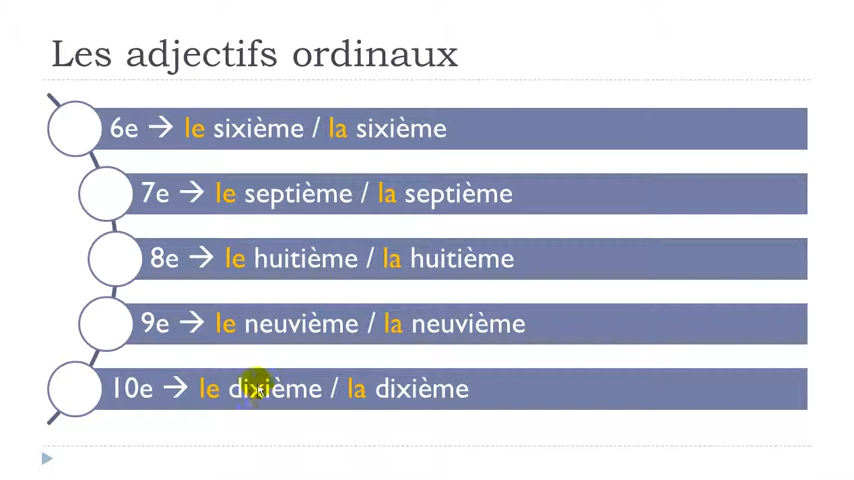 Les adjectifs ordinaux
6e → le sixième / la sixième
7e → le septième / la septième
8e → le huitième / la huitième
9e → le neuvième / la neuvième
10e → le dixième / la dixième